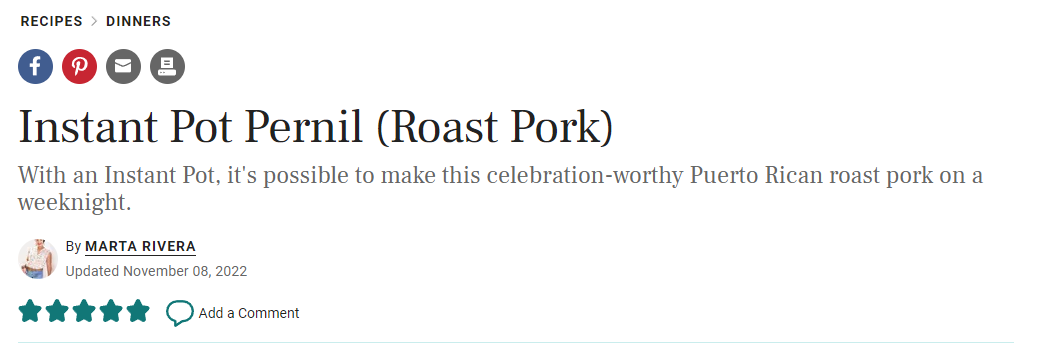 RECIPES > DINNERS
Instant Pot Pernil (Roast Pork)
With an Instant Pot, it's possible to make this celebration-worthy Puerto Rican roast pork on a
weeknight.
By MARTA RIVERA
Updated November 08, 2022
Add a Comment